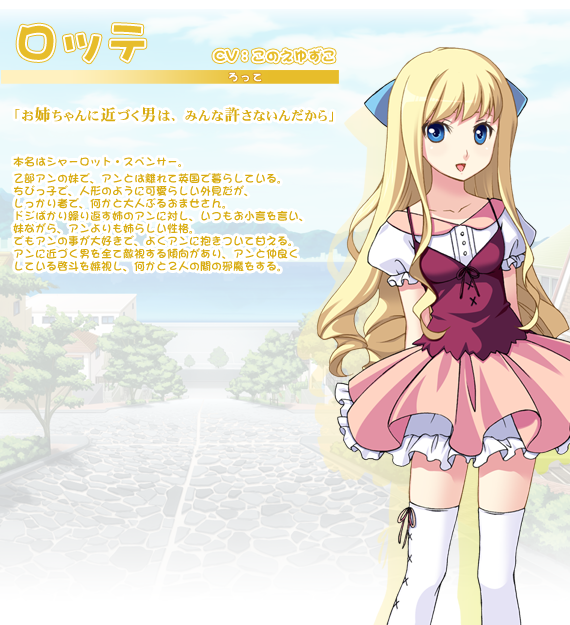 ロッテ
CV：このえゆずこ
ろって
「お姉ちゃんに近づく男は、みんな許さないんだから」
本名はシャーロット・スペンサー。
乙部アンの妹で、アンとは離れて英国で暮らしている。
ちびっ子で、人形のように可愛らしい外見だが、
しっかり者で、何かと大人ぶるおませさん。
ドジばかり繰り返す姉のアンに対し、いつもお小言を言い、
妹ながら、アンよりも姉らしい性格。
でもアンの事が大好きで、よくアンに抱きついて甘える。
アンに近づく男を全て敵視する傾向があり、アンと仲良く
している啓斗を嫉視し、何かと２人の間の邪魔をする。